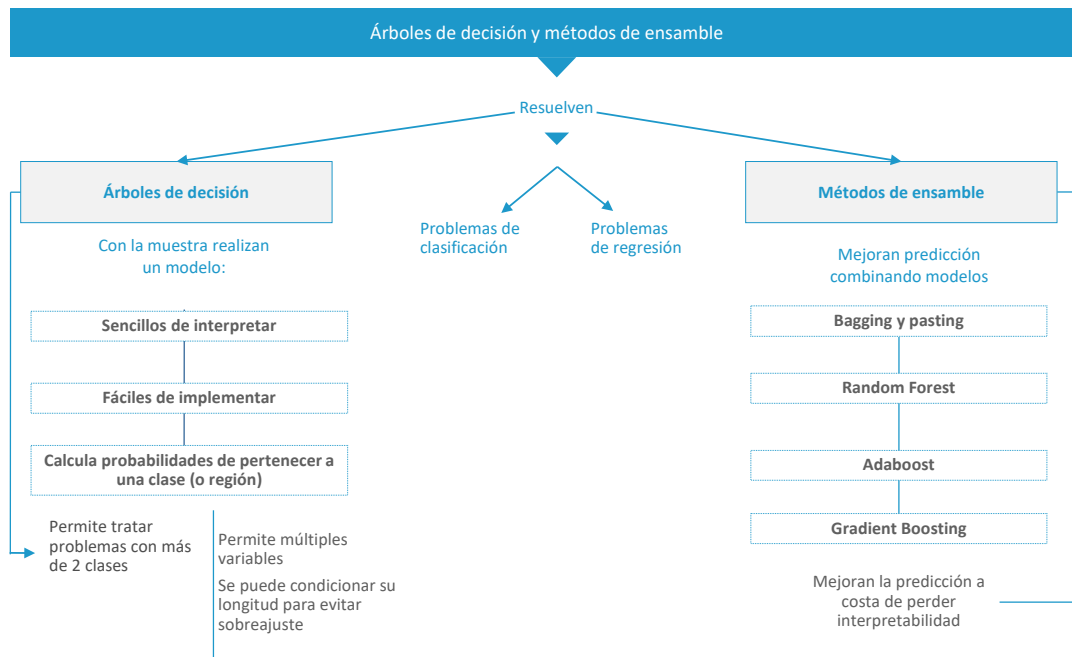 Árboles de decisión y métodos de ensamble
Resuelven
Árboles de decisión
Con la muestra realizan
un modelo:
Sencillos de interpretar
Fáciles de implementar
Calcula probabilidades de pertenecer a
una clase (o región)
Permite tratar
problemas con más
de 2 clases
Permite múltiples
variables
Se puede condicionar su
longitud para evitar
sobreajuste
Problemas de
clasificación
Problemas
de regresión
Métodos de ensamble
Mejoran predicción
combinando modelos
Bagging y pasting
Random Forest
Adaboost
Gradient Boosting
Mejoran la predicción a
costa de perder
interpretabilidad